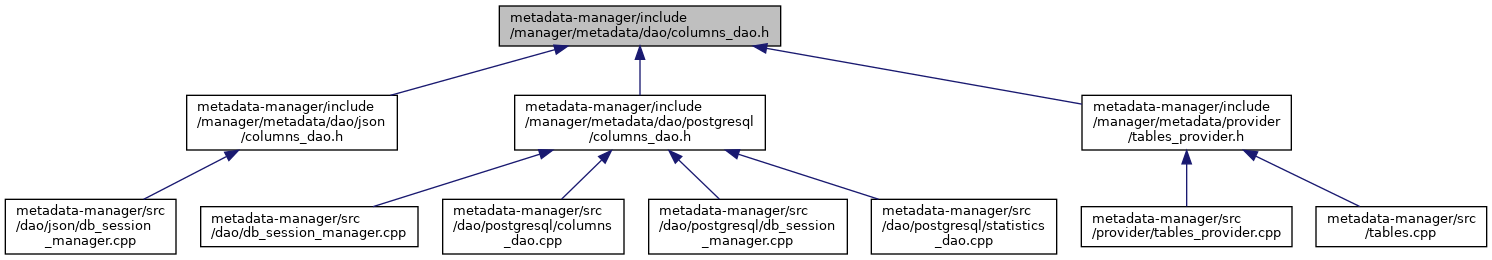 metadata-manager/include
/manager/metadata/dao/columns_dao.h
metadata-manager/include
/manager/metadata/dao/json
/columns_dao.h
metadata-manager/include
/manager/metadata/dao/postgresql
/columns_dao.h
metadata-manager/include
/manager/metadata/provider
/tables_provider.h
metadata-manager/src
/dao/json/db_session
_manager.cpp
metadata-manager/src
/dao/db_session_manager.cpp
metadata-manager/src
/dao/postgresql/columns
_dao.cpp
metadata-manager/src
/dao/postgresql/db_session
_manager.cpp
metadata-manager/src
/dao/postgresql/statistics
_dao.cpp
metadata-manager/src
/provider/tables_provider.cpp
metadata-manager/src
/tables.cpp